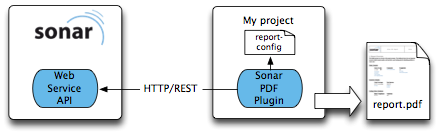 sonar
Web
Service
API
HTTP/REST
My project
report-
config
Sonar
PDF
Plugin
report.pdf